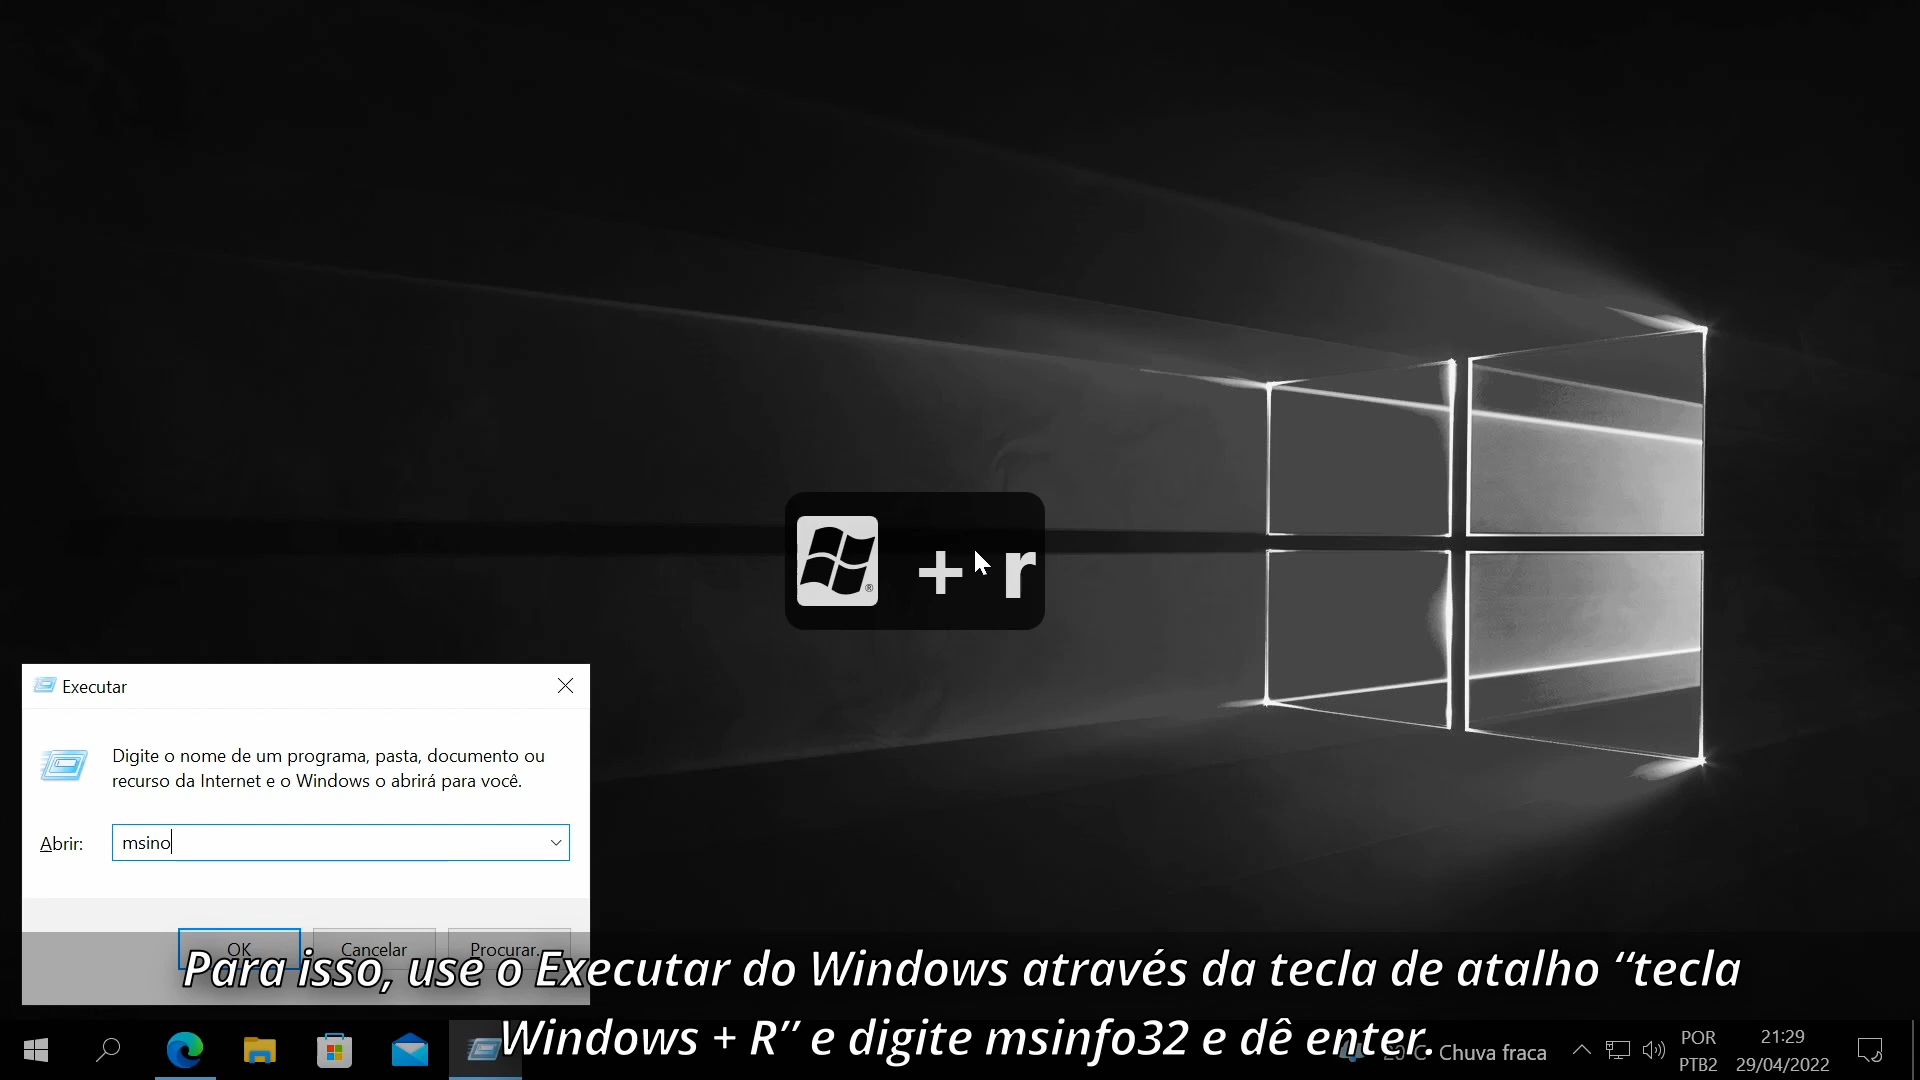 + r
Executar
Digite o nome de um programa, pasta, documento ou
recurso da Internet e o Windows o abrirá para você.
Abrir:
msino
OK
Cancelar
Procurar...
Para isso, use o Executar do Windows através da tecla de atalho “tecla
Windows + R” e digite msinfo32 e dê enter.
Chuva fraca
POR
PTB2
21:29
29/04/2022